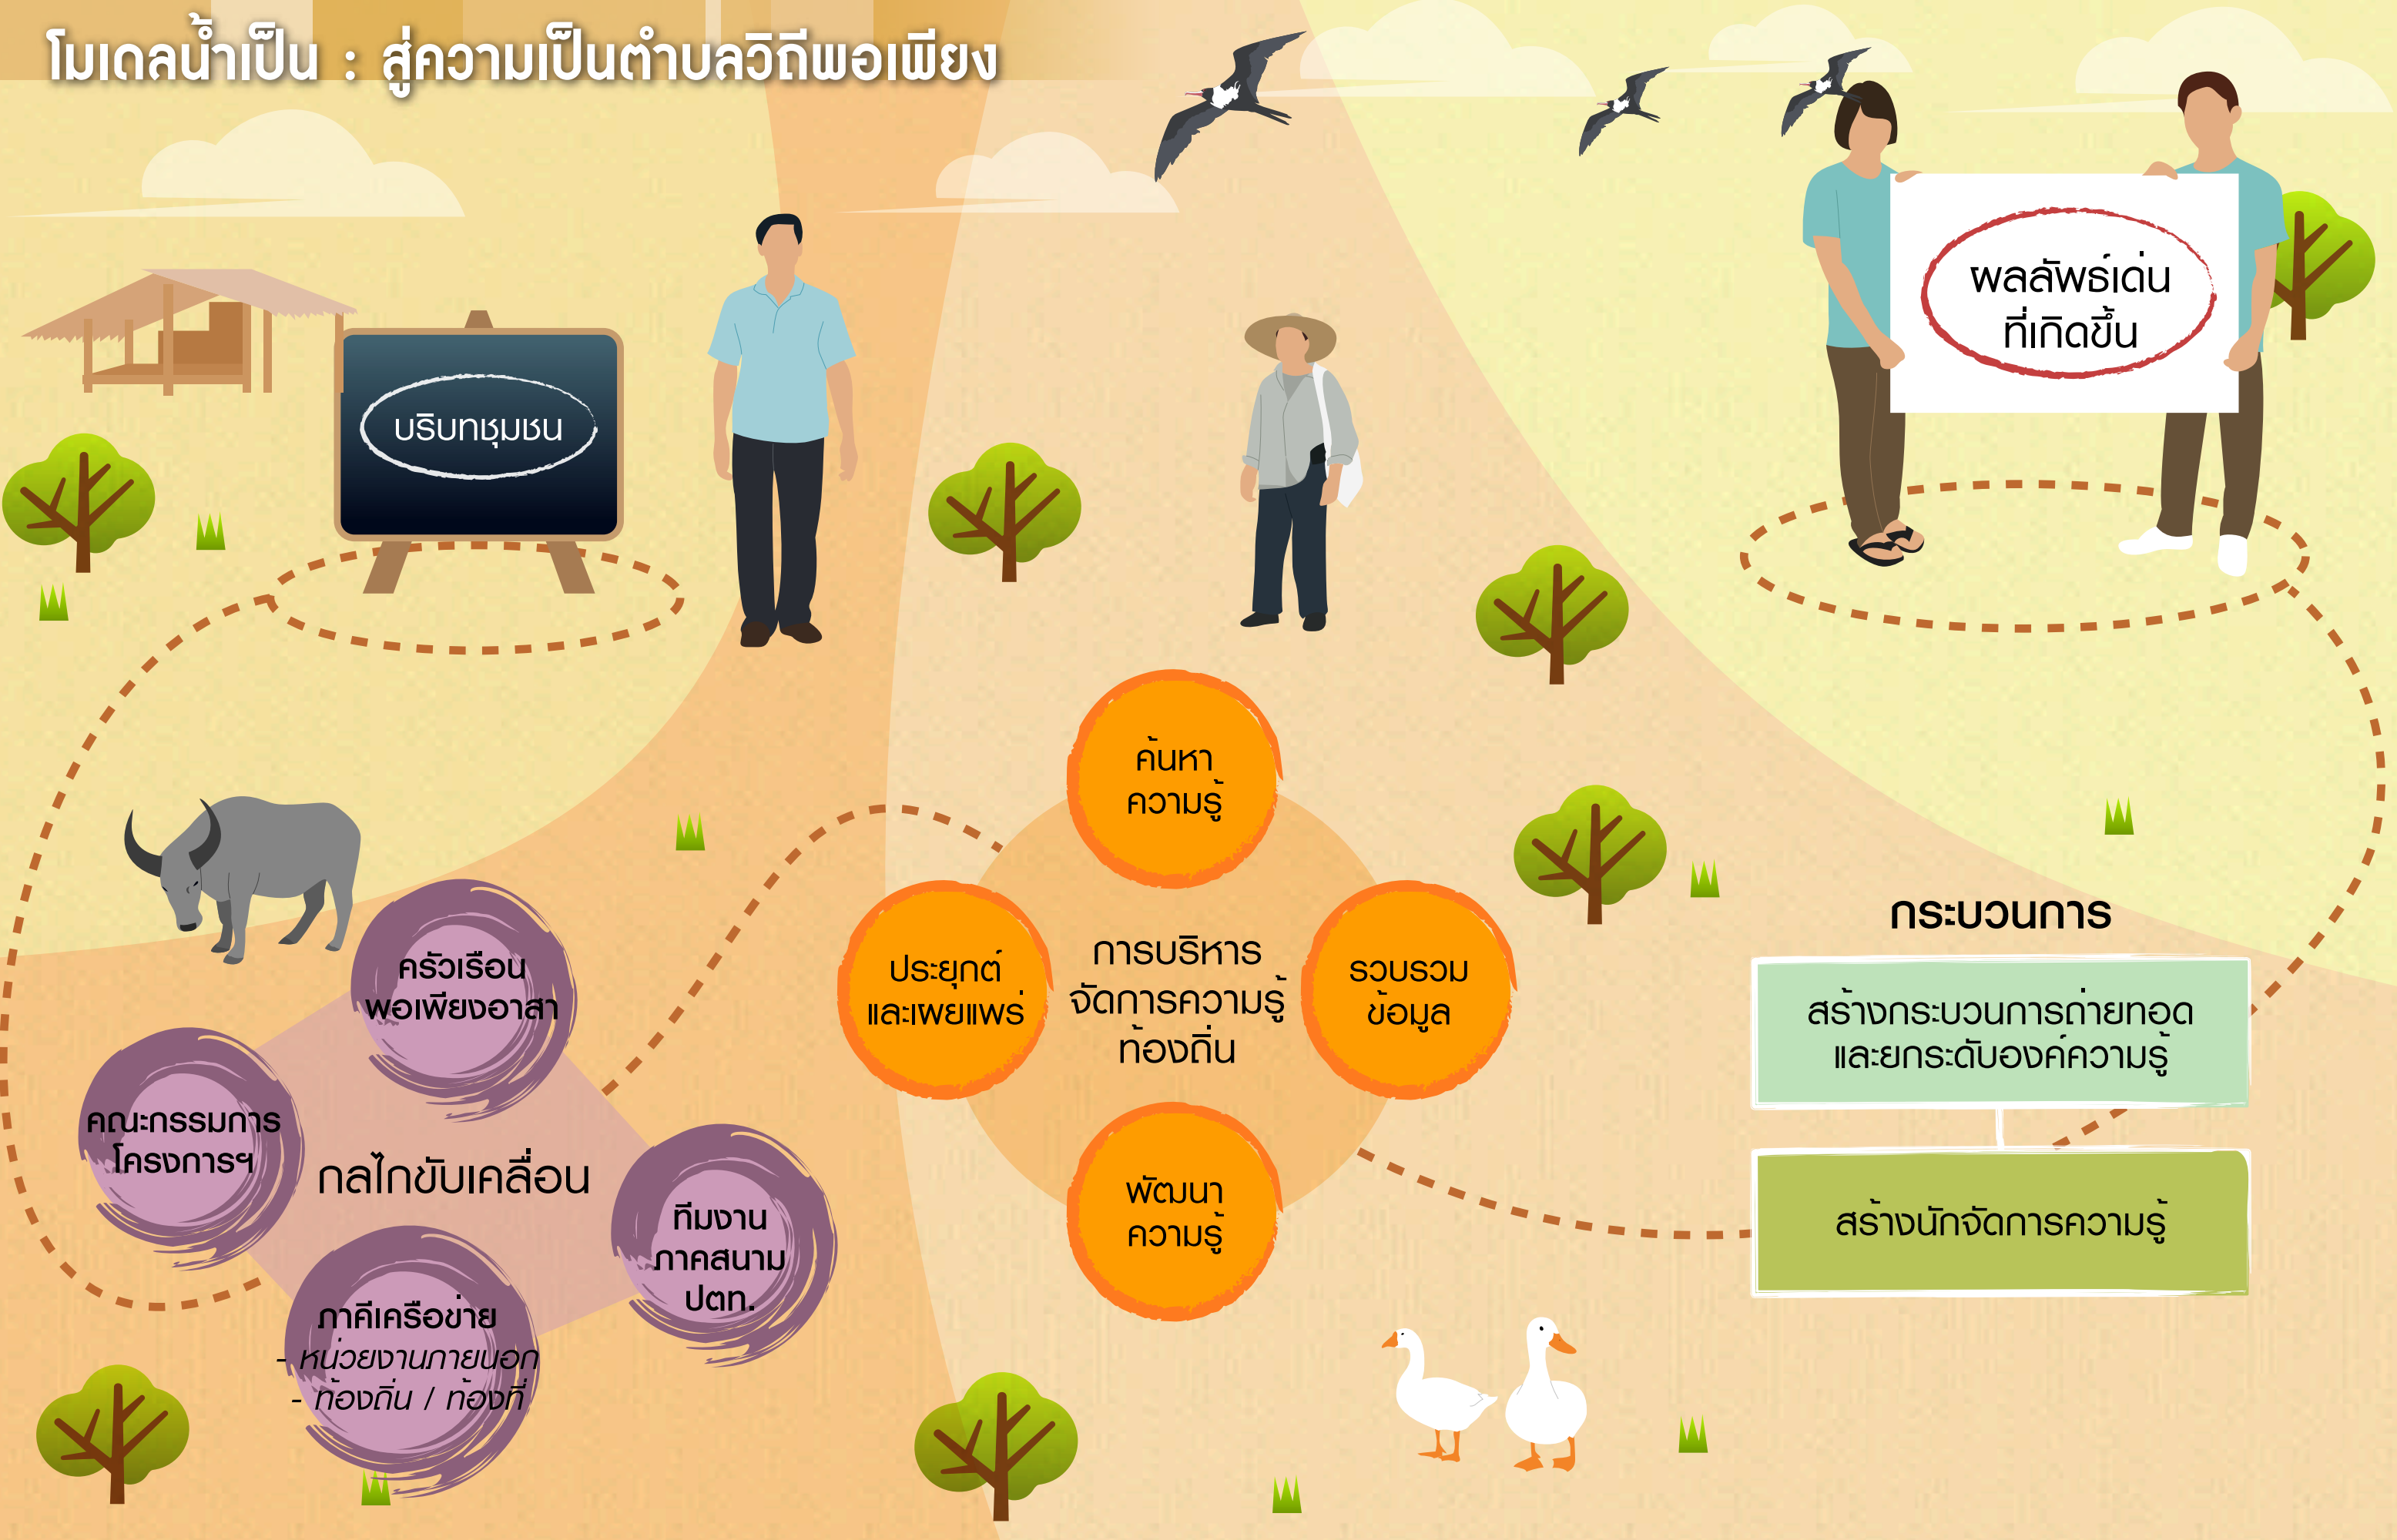 โมเดลน้ำเป็น : สู่ความเป็นตำบลวิถีพอเพียง
บริบทชุมชน
ผลลัพธ์เด่น
ที่เกิดขึ้น
ครัวเรือน
พอเพียงอาสา
คณะกรรมการ
โครงการฯ
กลไกขับเคลื่อน
ทีมงาน
ภาคสนาม
ปตท.
ภาคีเครือข่าย
- หน่วยงานภายนอก
- ท้องถิ่น / ท้องที่
ค้นหา
ความรู้
ประยุกต์
และเผยแพร่
การบริหาร
จัดการความรู้
ท้องถิ่น
รวบรวม
ข้อมูล
พัฒนา
ความรู้
กระบวนการ
สร้างกระบวนการถ่ายทอด
และยกระดับองค์ความรู้
สร้างนักจัดการความรู้